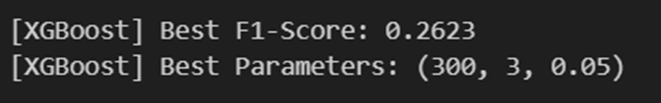 [XGBoost] Best F1-Score: 0.2623
[XGBoost] Best Parameters: (300, 3, 0.05)